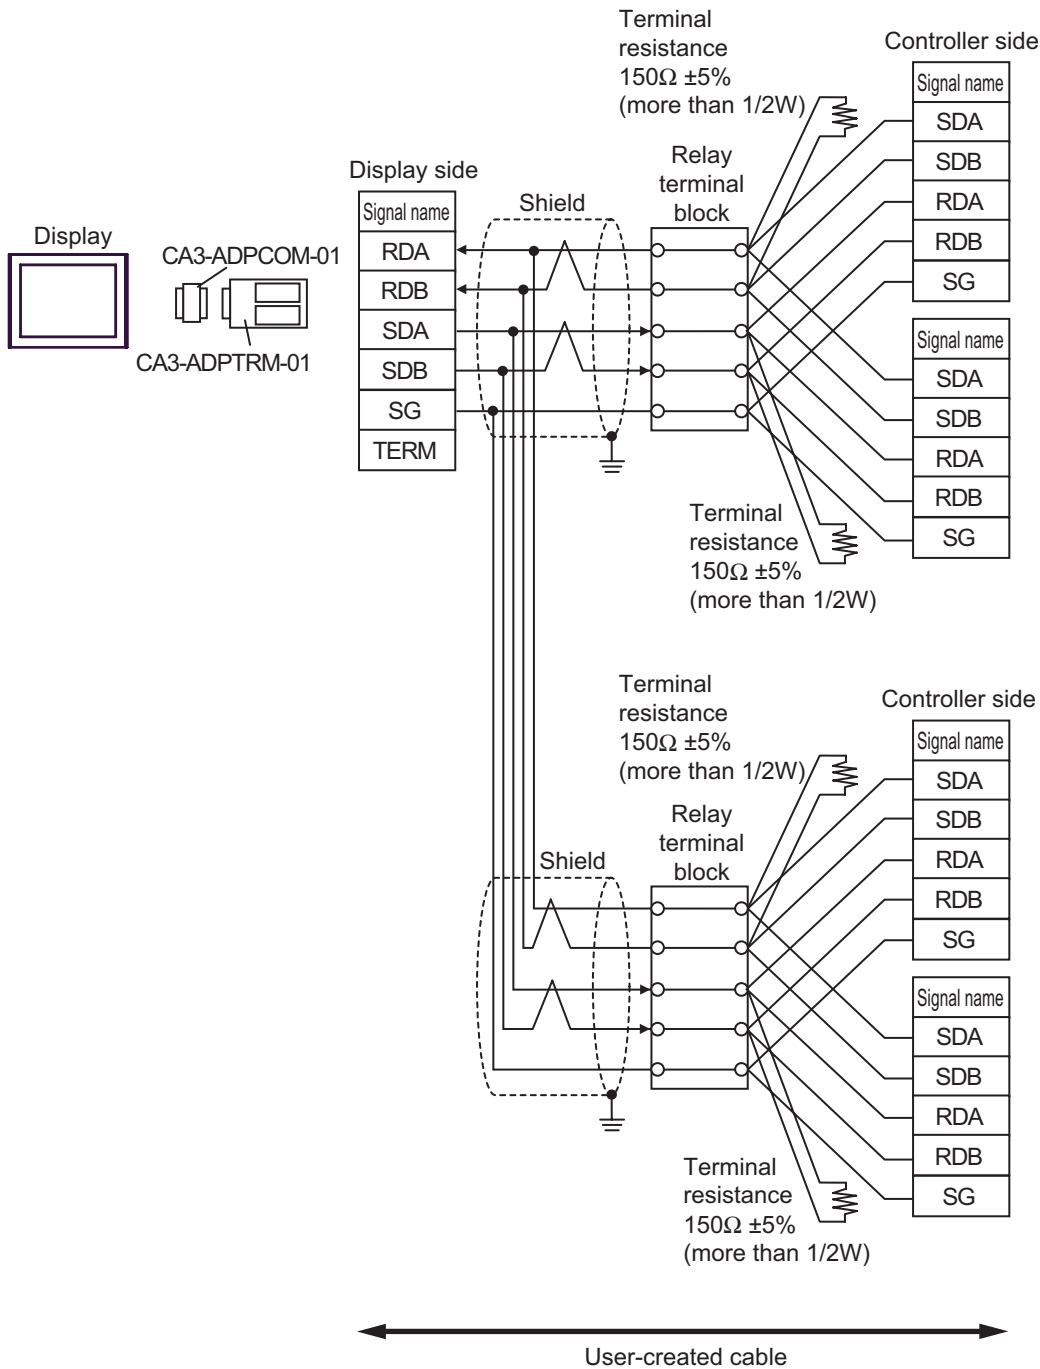 Terminal
resistance
150Ω ±5%
(more than 1/2W)
Controller side
Signal name
SDA
SDB
RDA
RDB
SG
Relay
terminal
block
Display side
Signal name
RDA
RDB
SDA
SDB
SG
TERM
Shield
Display
CA3-ADPCOM-01
CA3-ADPTRM-01
Signal name
SDA
SDB
RDA
RDB
SG
Terminal
resistance
150Ω ±5%
(more than 1/2W)
Terminal
resistance
150Ω ±5%
(more than 1/2W)
Controller side
Signal name
SDA
SDB
RDA
RDB
SG
Relay
terminal
block
Shield
Signal name
SDA
SDB
RDA
RDB
SG
Terminal
resistance
150Ω ±5%
(more than 1/2W)
User-created cable